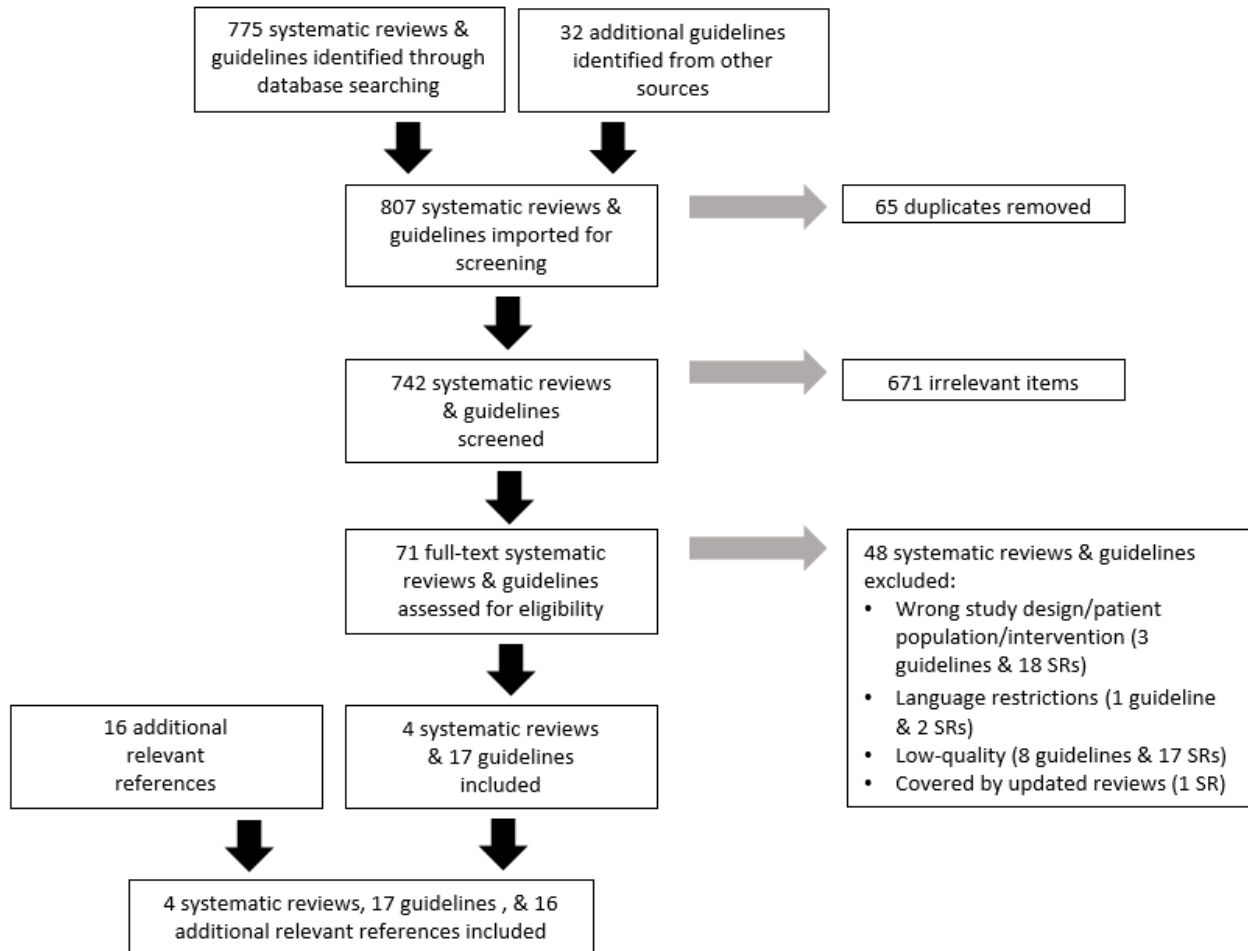 775 systematic reviews &
guidelines identified through
database searching
32 additional guidelines
identified from other
sources
807 systematic reviews &
guidelines imported for
screening
65 duplicates removed
742 systematic reviews
& guidelines
screened
671 irrelevant items
71 full-text systematic
reviews & guidelines
assessed for eligibility
48 systematic reviews & guidelines
excluded:
• Wrong study design/patient
population/intervention (3
guidelines & 18 SRs)
• Language restrictions (1 guideline
& 2 SRs)
• Low-quality (8 guidelines & 17 SRs)
• Covered by updated reviews (1 SR)
16 additional
relevant
references
4 systematic reviews
& 17 guidelines
included
4 systematic reviews, 17 guidelines , & 16
additional relevant references included